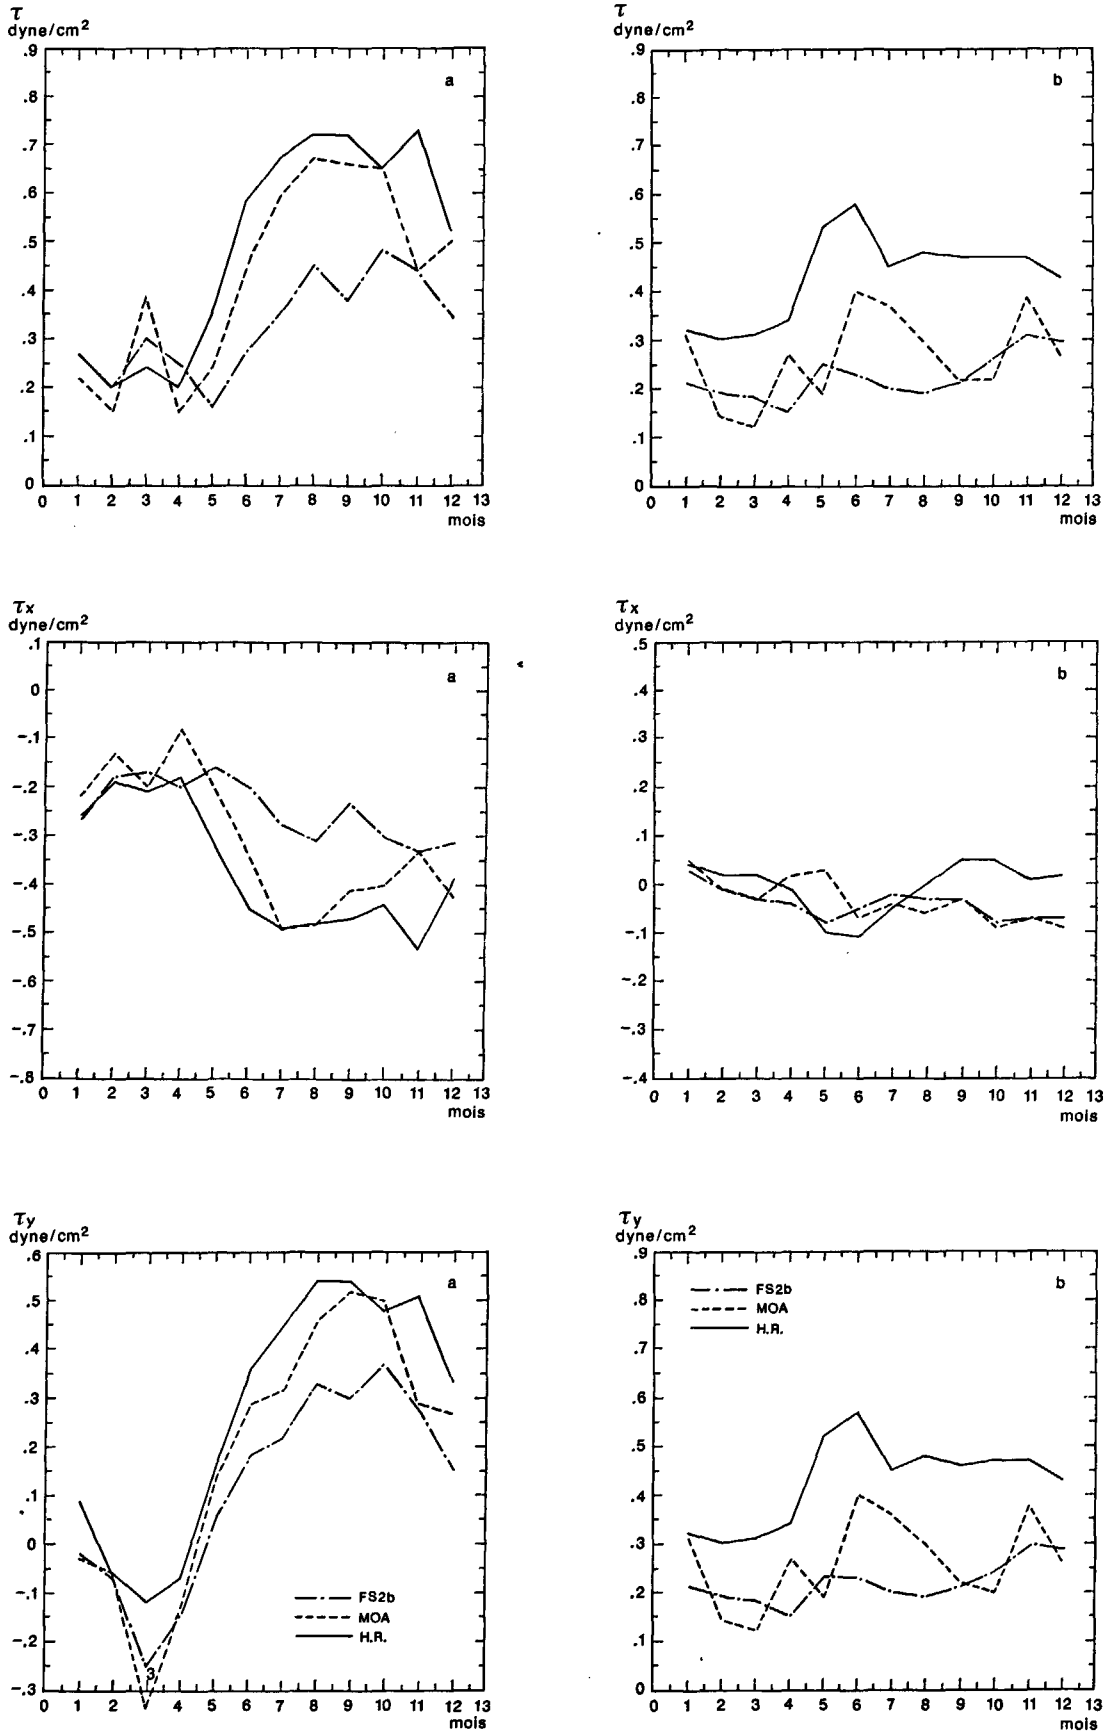 τ
dyne/cm²
a
.9
.8
.7
.6
.5
.4
.3
.2
.1
0
0 1 2 3 4 5 6 7 8 9 10 11 12 13
mois
τ
dyne/cm²
b
.9
.8
.7
.6
.5
.4
.3
.2
.1
0
0 1 2 3 4 5 6 7 8 9 10 11 12 13
mois
τx
dyne/cm²
a
.1
0
-.1
-.2
-.3
-.4
-.5
-.6
-.7
-.8
0 1 2 3 4 5 6 7 8 9 10 11 12 13
mois
τx
dyne/cm²
b
.5
.4
.3
.2
.1
0
-.1
-.2
-.3
-.4
0 1 2 3 4 5 6 7 8 9 10 11 12 13
mois
τy
dyne/cm²
a
.6
.5
.4
.3
.2
.1
0
-.1
-.2
-.3
FS2b
MOA
H.R.
3
0 1 2 3 4 5 6 7 8 9 10 11 12 13
mois
τy
dyne/cm²
b
FS2b
MOA
H.R.
.9
.8
.7
.6
.5
.4
.3
.2
.1
0
0 1 2 3 4 5 6 7 8 9 10 11 12 13
mois